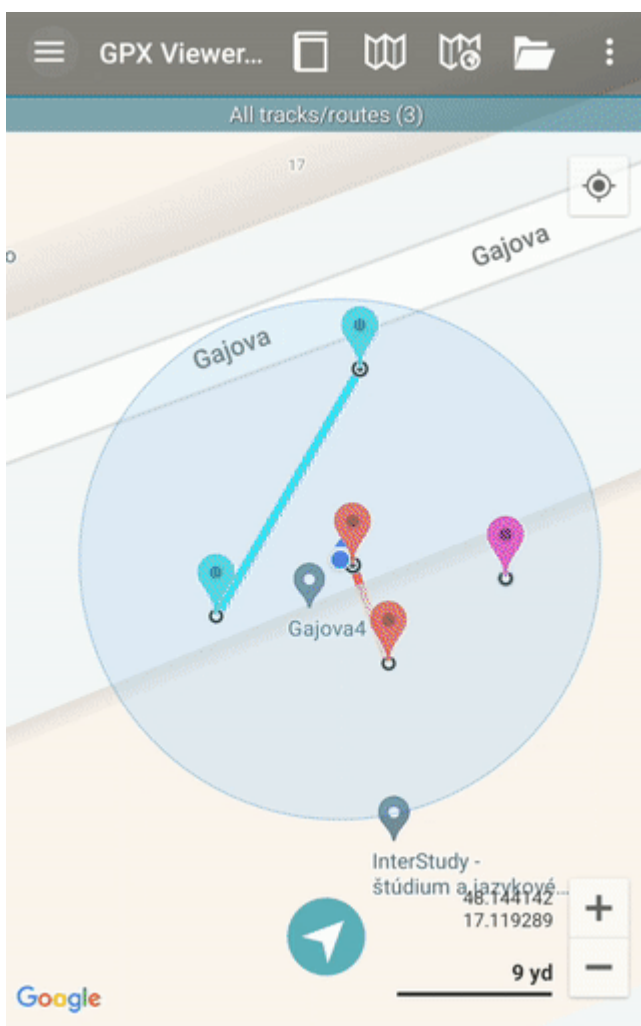 GPX Viewer...
All tracks/routes (3)
17
Gajova
o
Gajova
Gajova4
InterStudy -
štúdium a jazykové...
48.144142
17.119289
9 yd
Google